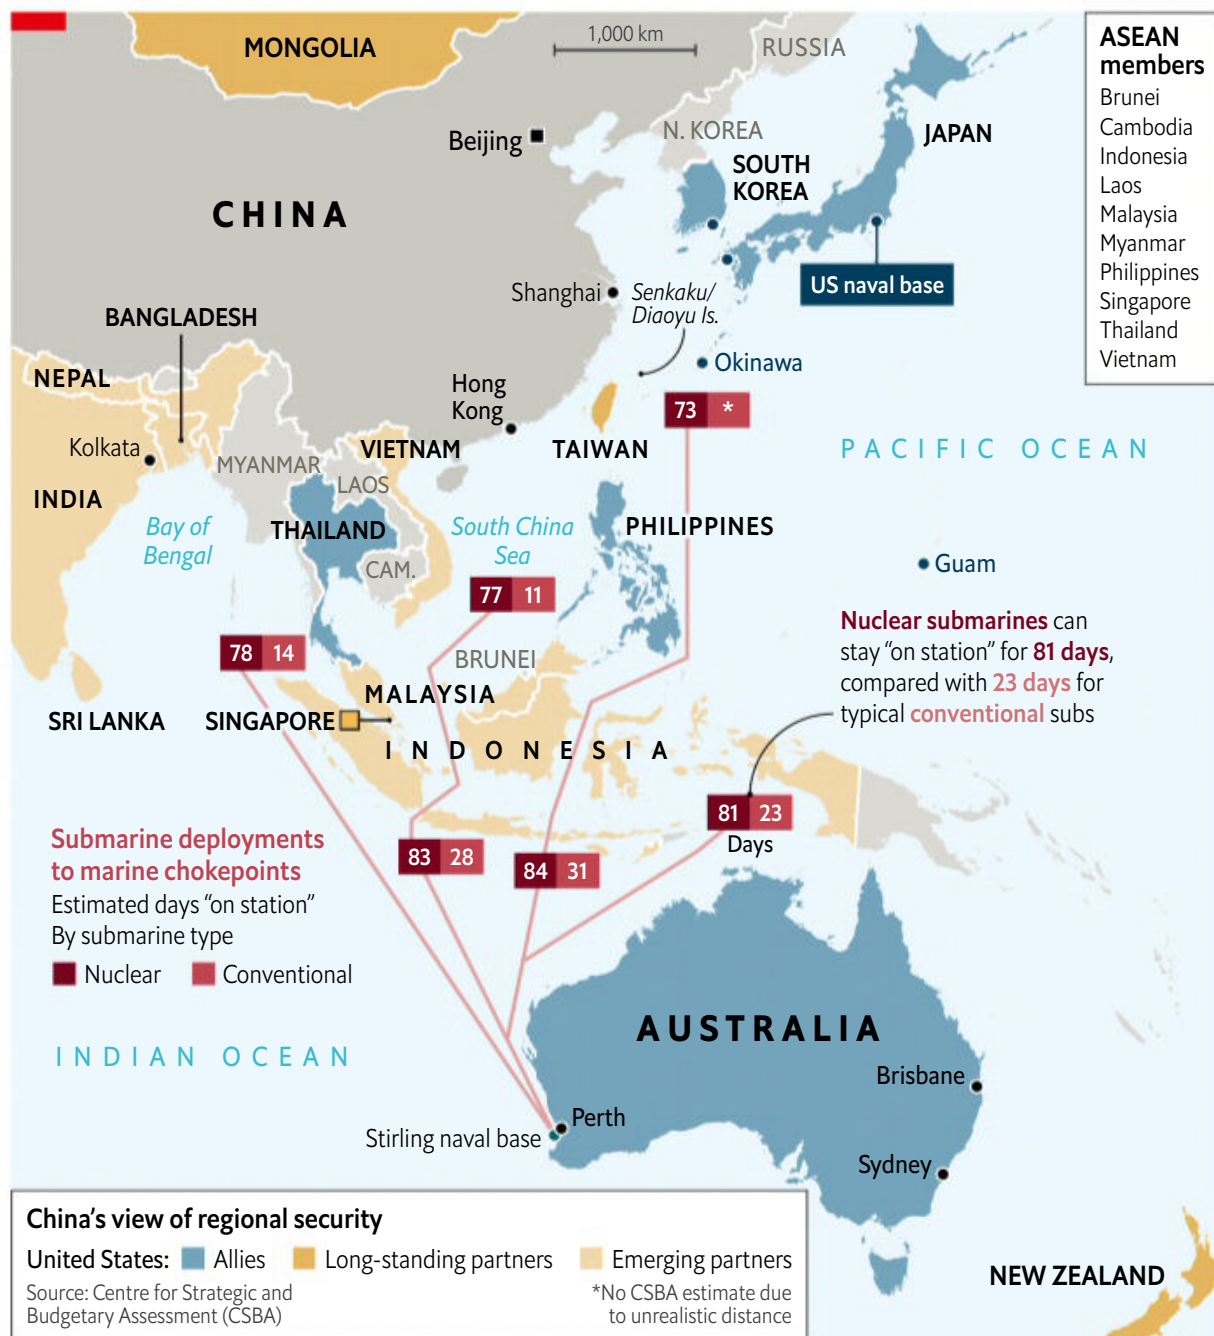 MONGOLIA
1,000 km
RUSSIA
ASEAN
members
Brunei
Cambodia
Indonesia
Laos
Malaysia
Myanmar
Philippines
Singapore
Thailand
Vietnam
Beijing
N. KOREA
JAPAN
SOUTH
KOREA
CHINA
US naval base
Shanghai
Senkaku/
Diaoyu Is.
BANGLADESH
Okinawa
NEPAL
Hong
Kong
73 *
Kolkata
MYANMAR
VIETNAM
TAIWAN
PACIFIC OCEAN
LAOS
INDIA
Bay of
Bengal
THAILAND
South China
Sea
PHILIPPINES
CAM.
Guam
77 11
Nuclear submarines can
stay “on station” for 81 days,
compared with 23 days for
typical conventional subs
78 14
BRUNEI
MALAYSIA
SRI LANKA
SINGAPORE
INDONESIA
81 23
Days
Submarine deployments
to marine chokepoints
Estimated days “on station”
By submarine type
Nuclear Conventional
83 28
84 31
AUSTRALIA
INDIAN OCEAN
Brisbane
Perth
Stirling naval base
Sydney
China’s view of regional security
United States: Allies Long-standing partners Emerging partners
Source: Centre for Strategic and
Budgetary Assessment (CSBA)
*No CSBA estimate due
to unrealistic distance
NEW ZEALAND